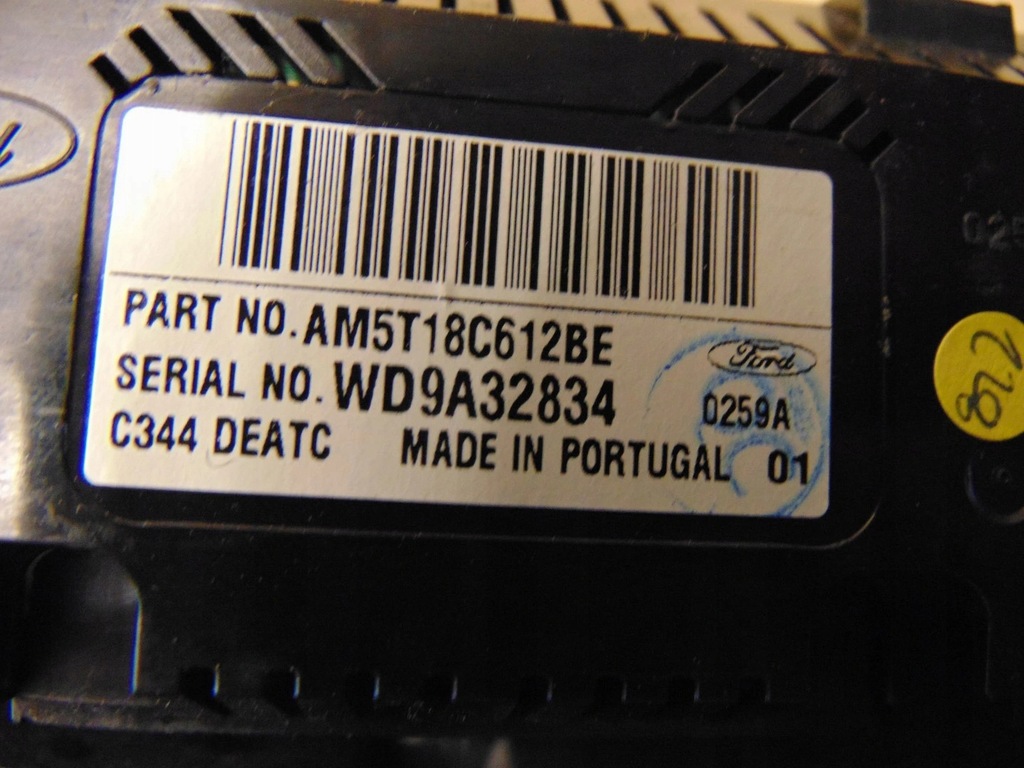 PART NO. AM5T18C612BE
Ford
SERIAL NO. WD9A32834
0259A
C344 DEATC MADE IN PORTUGAL 01